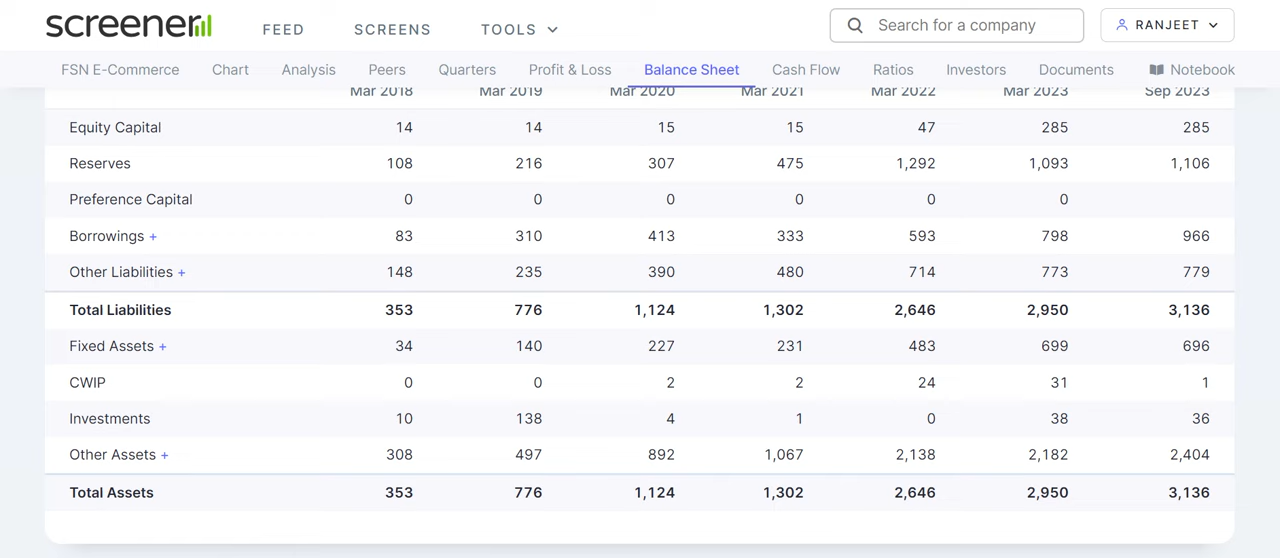 screener
FEED SCREENS TOOLS
Search for a company
RANJEET
FSN E-Commerce Chart Analysis Peers Quarters Profit & Loss Balance Sheet Cash Flow Ratios Investors Documents Notebook
Mar 2018 Mar 2019 Mar 2020 Mar 2021 Mar 2022 Mar 2023 Sep 2023
Equity Capital 14 14 15 15 47 285 285
Reserves 108 216 307 475 1,292 1,093 1,106
Preference Capital 0 0 0 0 0 0
Borrowings + 83 310 413 333 593 798 966
Other Liabilities + 148 235 390 480 714 773 779
Total Liabilities 353 776 1,124 1,302 2,646 2,950 3,136
Fixed Assets + 34 140 227 231 483 699 696
CWIP 0 0 2 2 24 31 1
Investments 10 138 4 1 0 38 36
Other Assets + 308 497 892 1,067 2,138 2,182 2,404
Total Assets 353 776 1,124 1,302 2,646 2,950 3,136